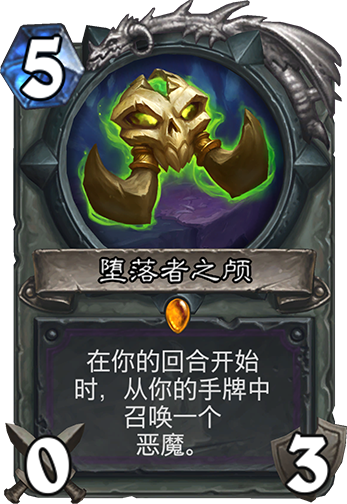 5
堕落者之颅
在你的回合开始
时，从你的手牌中
召唤一个
恶魔。
0
3